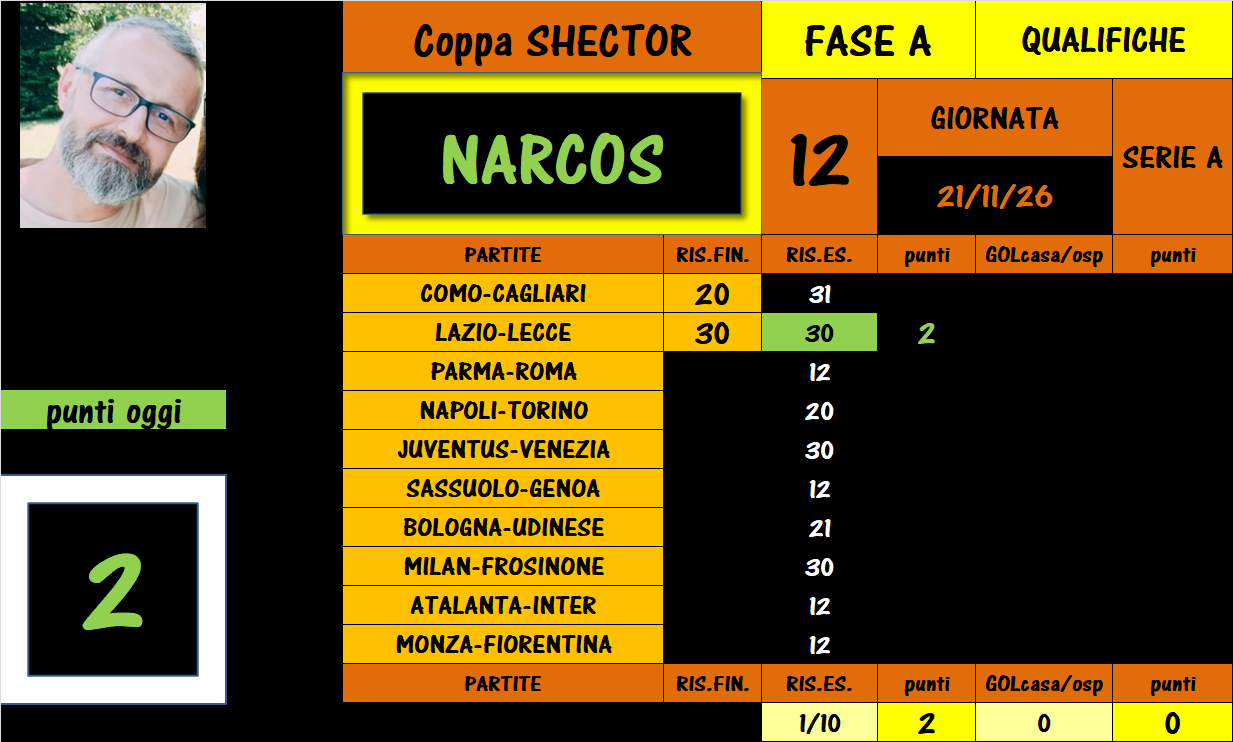 Coppa SHECTOR FASE A QUALIFICHE
NARCOS 12 GIORNATA SERIE A
21/11/26
PARTITE RIS.FIN. RIS.ES. punti GOLcasa/osp punti
COMO-CAGLIARI 20 31
LAZIO-LECCE 30 30 2
PARMA-ROMA 12
NAPOLI-TORINO 20
punti oggi
JUVENTUS-VENEZIA 30
SASSUOLO-GENOA 12
BOLOGNA-UDINESE 21
MILAN-FROSINONE 30
2
ATALANTA-INTER 12
MONZA-FIORENTINA 12
PARTITE RIS.FIN. RIS.ES. punti GOLcasa/osp punti
1/10 2 0 0